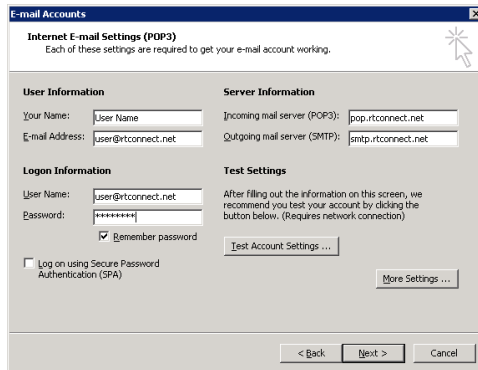 E-mail Accounts
Internet E-mail Settings (POP3)
Each of these settings are required to get your e-mail account working.
User Information
Your Name: User Name
E-mail Address: user@rtconnect.net
Server Information
Incoming mail server (POP3): pop.rtconnect.net
Outgoing mail server (SMTP): smtp.rtconnect.net
Logon Information
User Name: user@rtconnect.net
Password: ********
Remember password
Log on using Secure Password
Authentication (SPA)
Test Settings
After filling out the information on this screen, we
recommend you test your account by clicking the
button below. (Requires network connection)
Test Account Settings ...
More Settings ...
< Back
Next >
Cancel